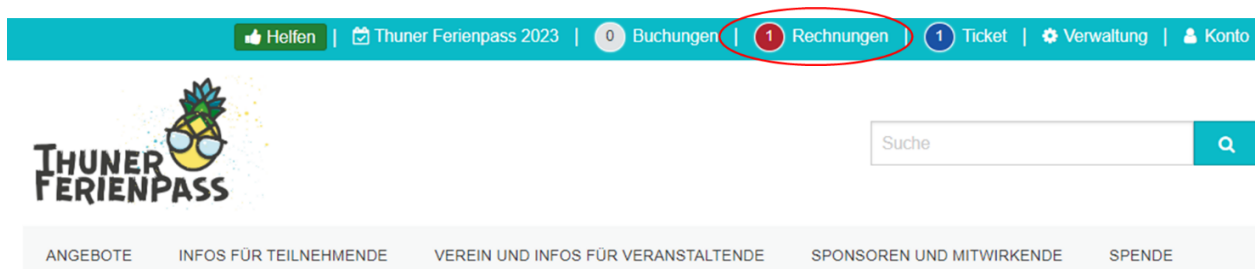 Helfen | Thuner Ferienpass 2023 | 0 Buchungen | 1 Rechnungen | 1 Ticket | Verwaltung | Konto
THUNER
FERIENPASS
Suche
ANGEBOTE INFOS FÜR TEILNEHMENDE VEREIN UND INFOS FÜR VERANSTALTENDE SPONSOREN UND MITWIRKENDE SPENDE